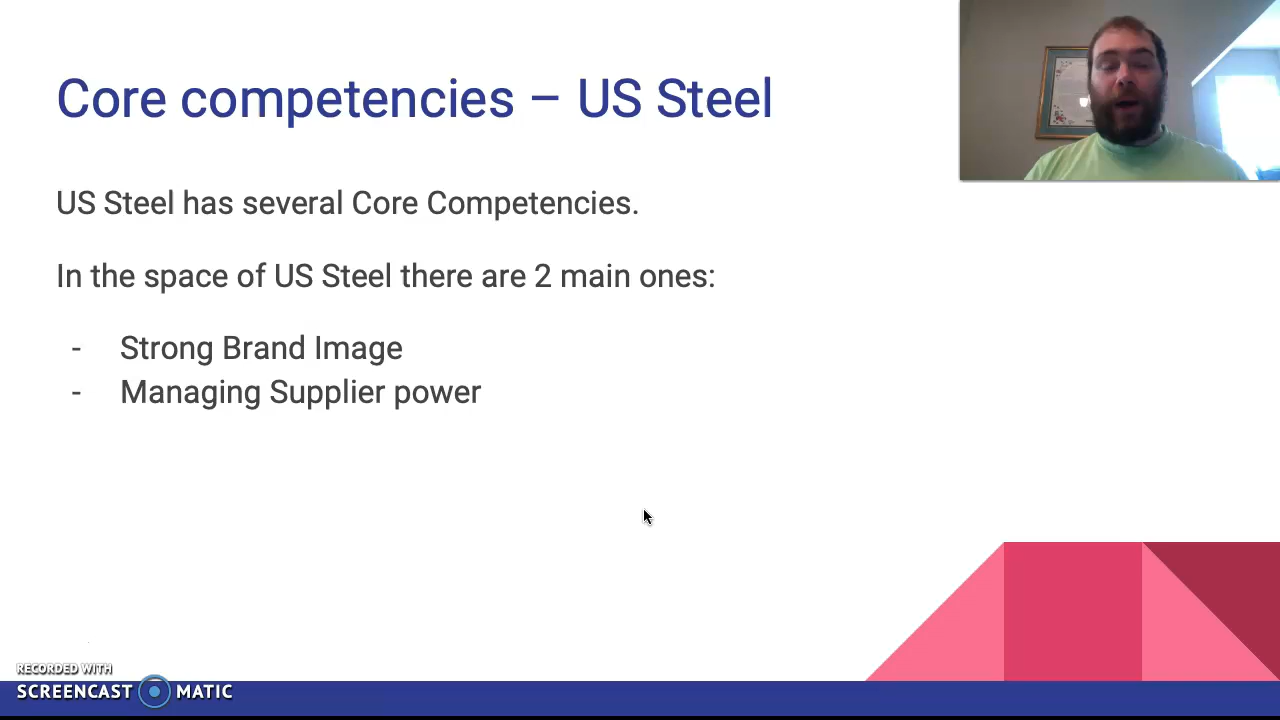 Core competencies – US Steel
US Steel has several Core Competencies.
In the space of US Steel there are 2 main ones:
- Strong Brand Image
- Managing Supplier power
RECORDED WITH
SCREENCAST MATIC